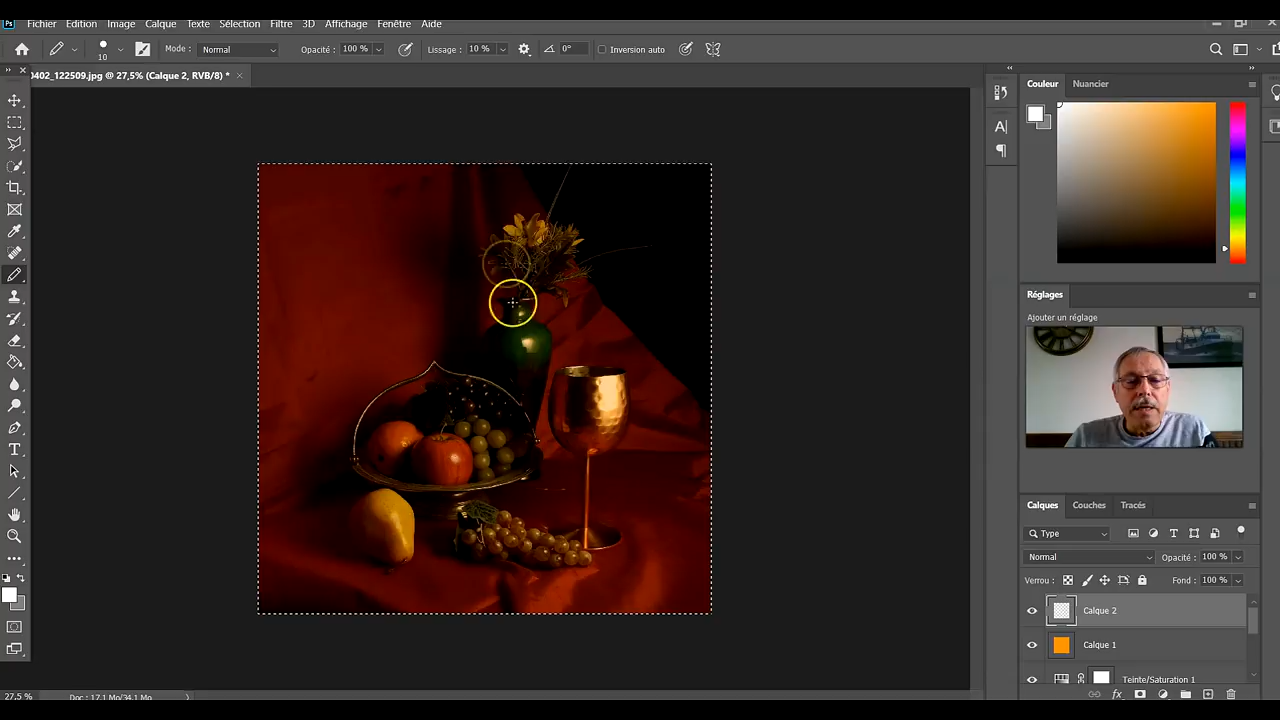 Ps Fichier Edition Image Calque Texte Sélection Filtre 3D Affichage Fenêtre Aide
10 Mode : Normal Opacité : 100 % Lissage : 10 % 0° Inversion auto
0402_122509.jpg @ 27,5% (Calque 2, RVB/8) * ×
Couleur Nuancier
Réglages
Ajouter un réglage
Calques Couches Tracés
Type
Normal Opacité : 100 %
Verrou : Fond : 100 %
Calque 2
Calque 1
Teinte/Saturation 1
27,5 % Doc : 17,1 Mo/34,1 Mo